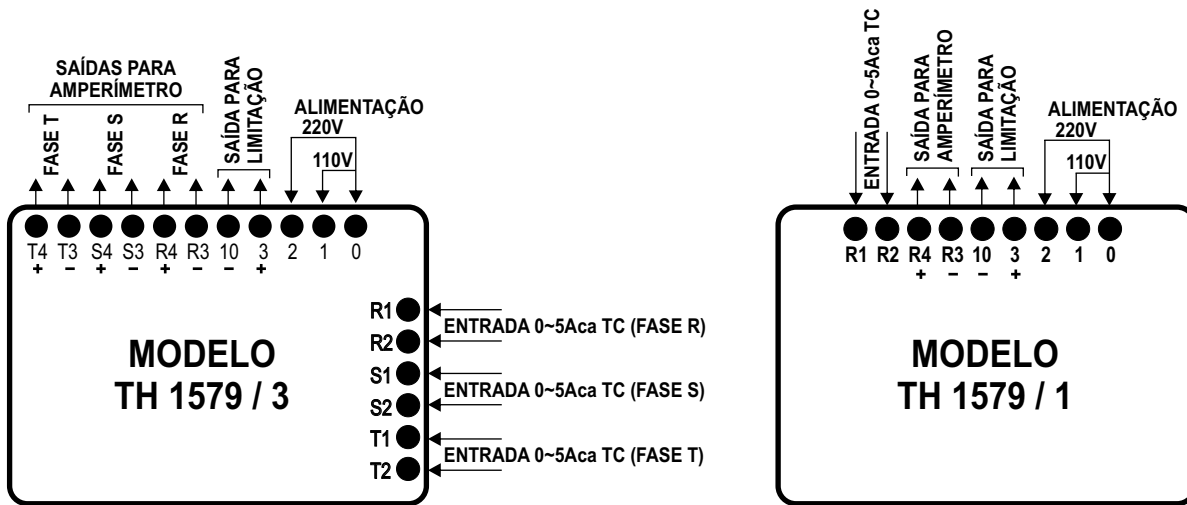 SAÍDAS PARA
AMPERÍMETRO
FASE T
FASE S
FASE R
SAÍDA PARA
LIMITAÇÃO
ALIMENTAÇÃO
220V
110V
T4 T3 S4 S3 R4 R3 10 3 2 1 0
+ − + − + − − +
R1
ENTRADA 0~5Aca TC (FASE R)
R2
S1
ENTRADA 0~5Aca TC (FASE S)
S2
T1
ENTRADA 0~5Aca TC (FASE T)
T2
MODELO
TH 1579 / 3
ENTRADA 0~5Aca TC
SAÍDA PARA
AMPERÍMETRO
SAÍDA PARA
LIMITAÇÃO
ALIMENTAÇÃO
220V
110V
R1 R2 R4 R3 10 3 2 1 0
+ − − +
MODELO
TH 1579 / 1